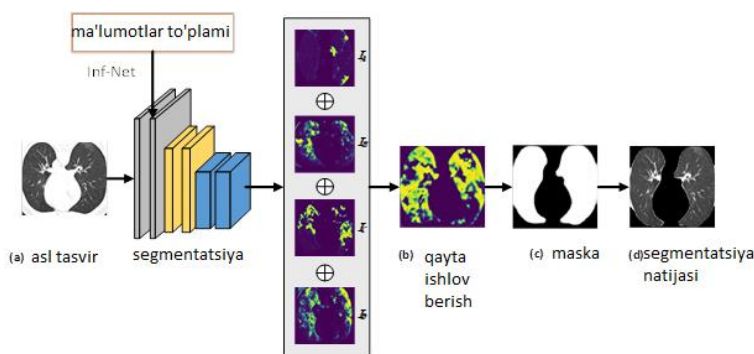 ma'lumotlar to'plami
Inf-Net
(a) asl tasvir
segmentatsiya
(b) qayta
ishlov
berish
(c) maska
(d)segmentatsiya
natijasi